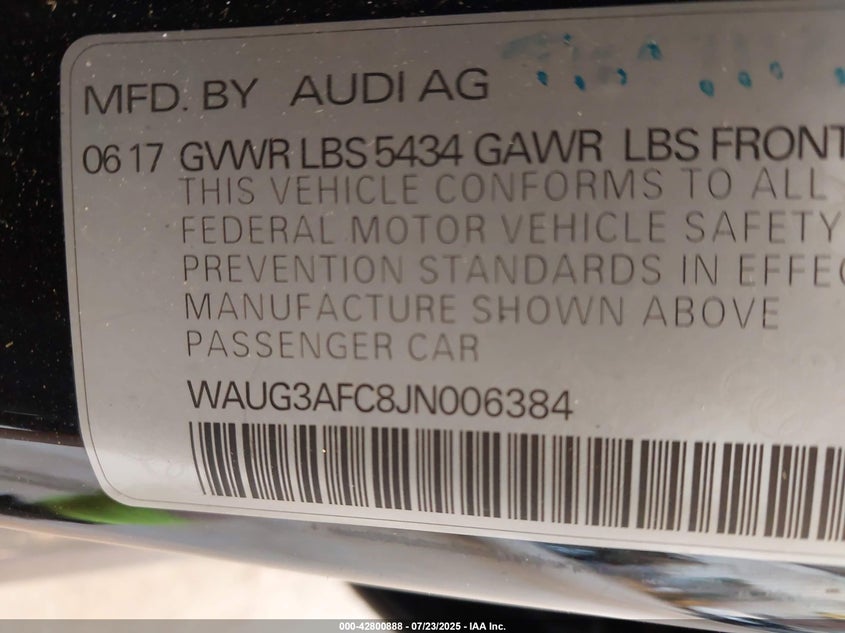 MFD. BY AUDI AG
06 17 GVWR LBS 5434 GAWR LBS FRONT
THIS VEHICLE CONFORMS TO ALL
FEDERAL MOTOR VEHICLE SAFETY
PREVENTION STANDARDS IN EFFEC
MANUFACTURE SHOWN ABOVE
PASSENGER CAR
WAUG3AFC8JN006384
000-42800888 - 07/23/2025 - IAA Inc.